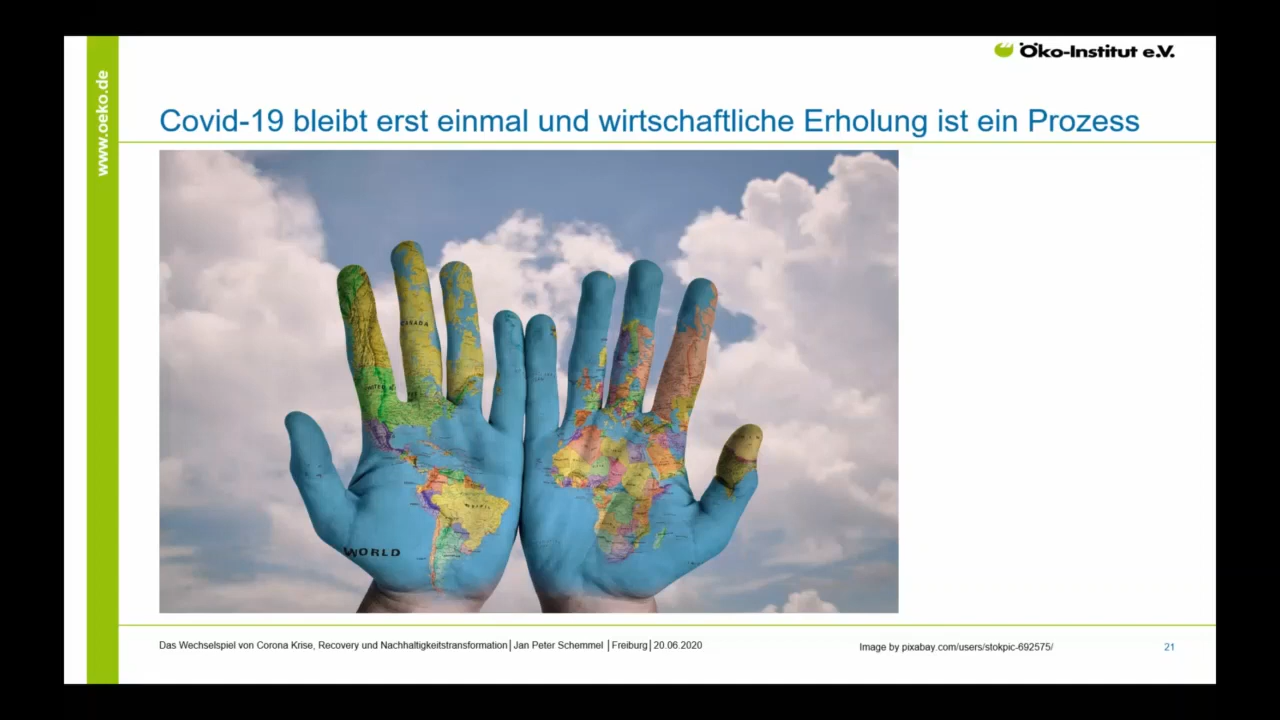 Öko-Institut e.V.
www.oeko.de
Covid-19 bleibt erst einmal und wirtschaftliche Erholung ist ein Prozess
CANADA
WORLD
Das Wechselspiel von Corona Krise, Recovery und Nachhaltigkeitstransformation│Jan Peter Schemmel │Freiburg│20.06.2020
Image by pixabay.com/users/stokpic-692575/
21